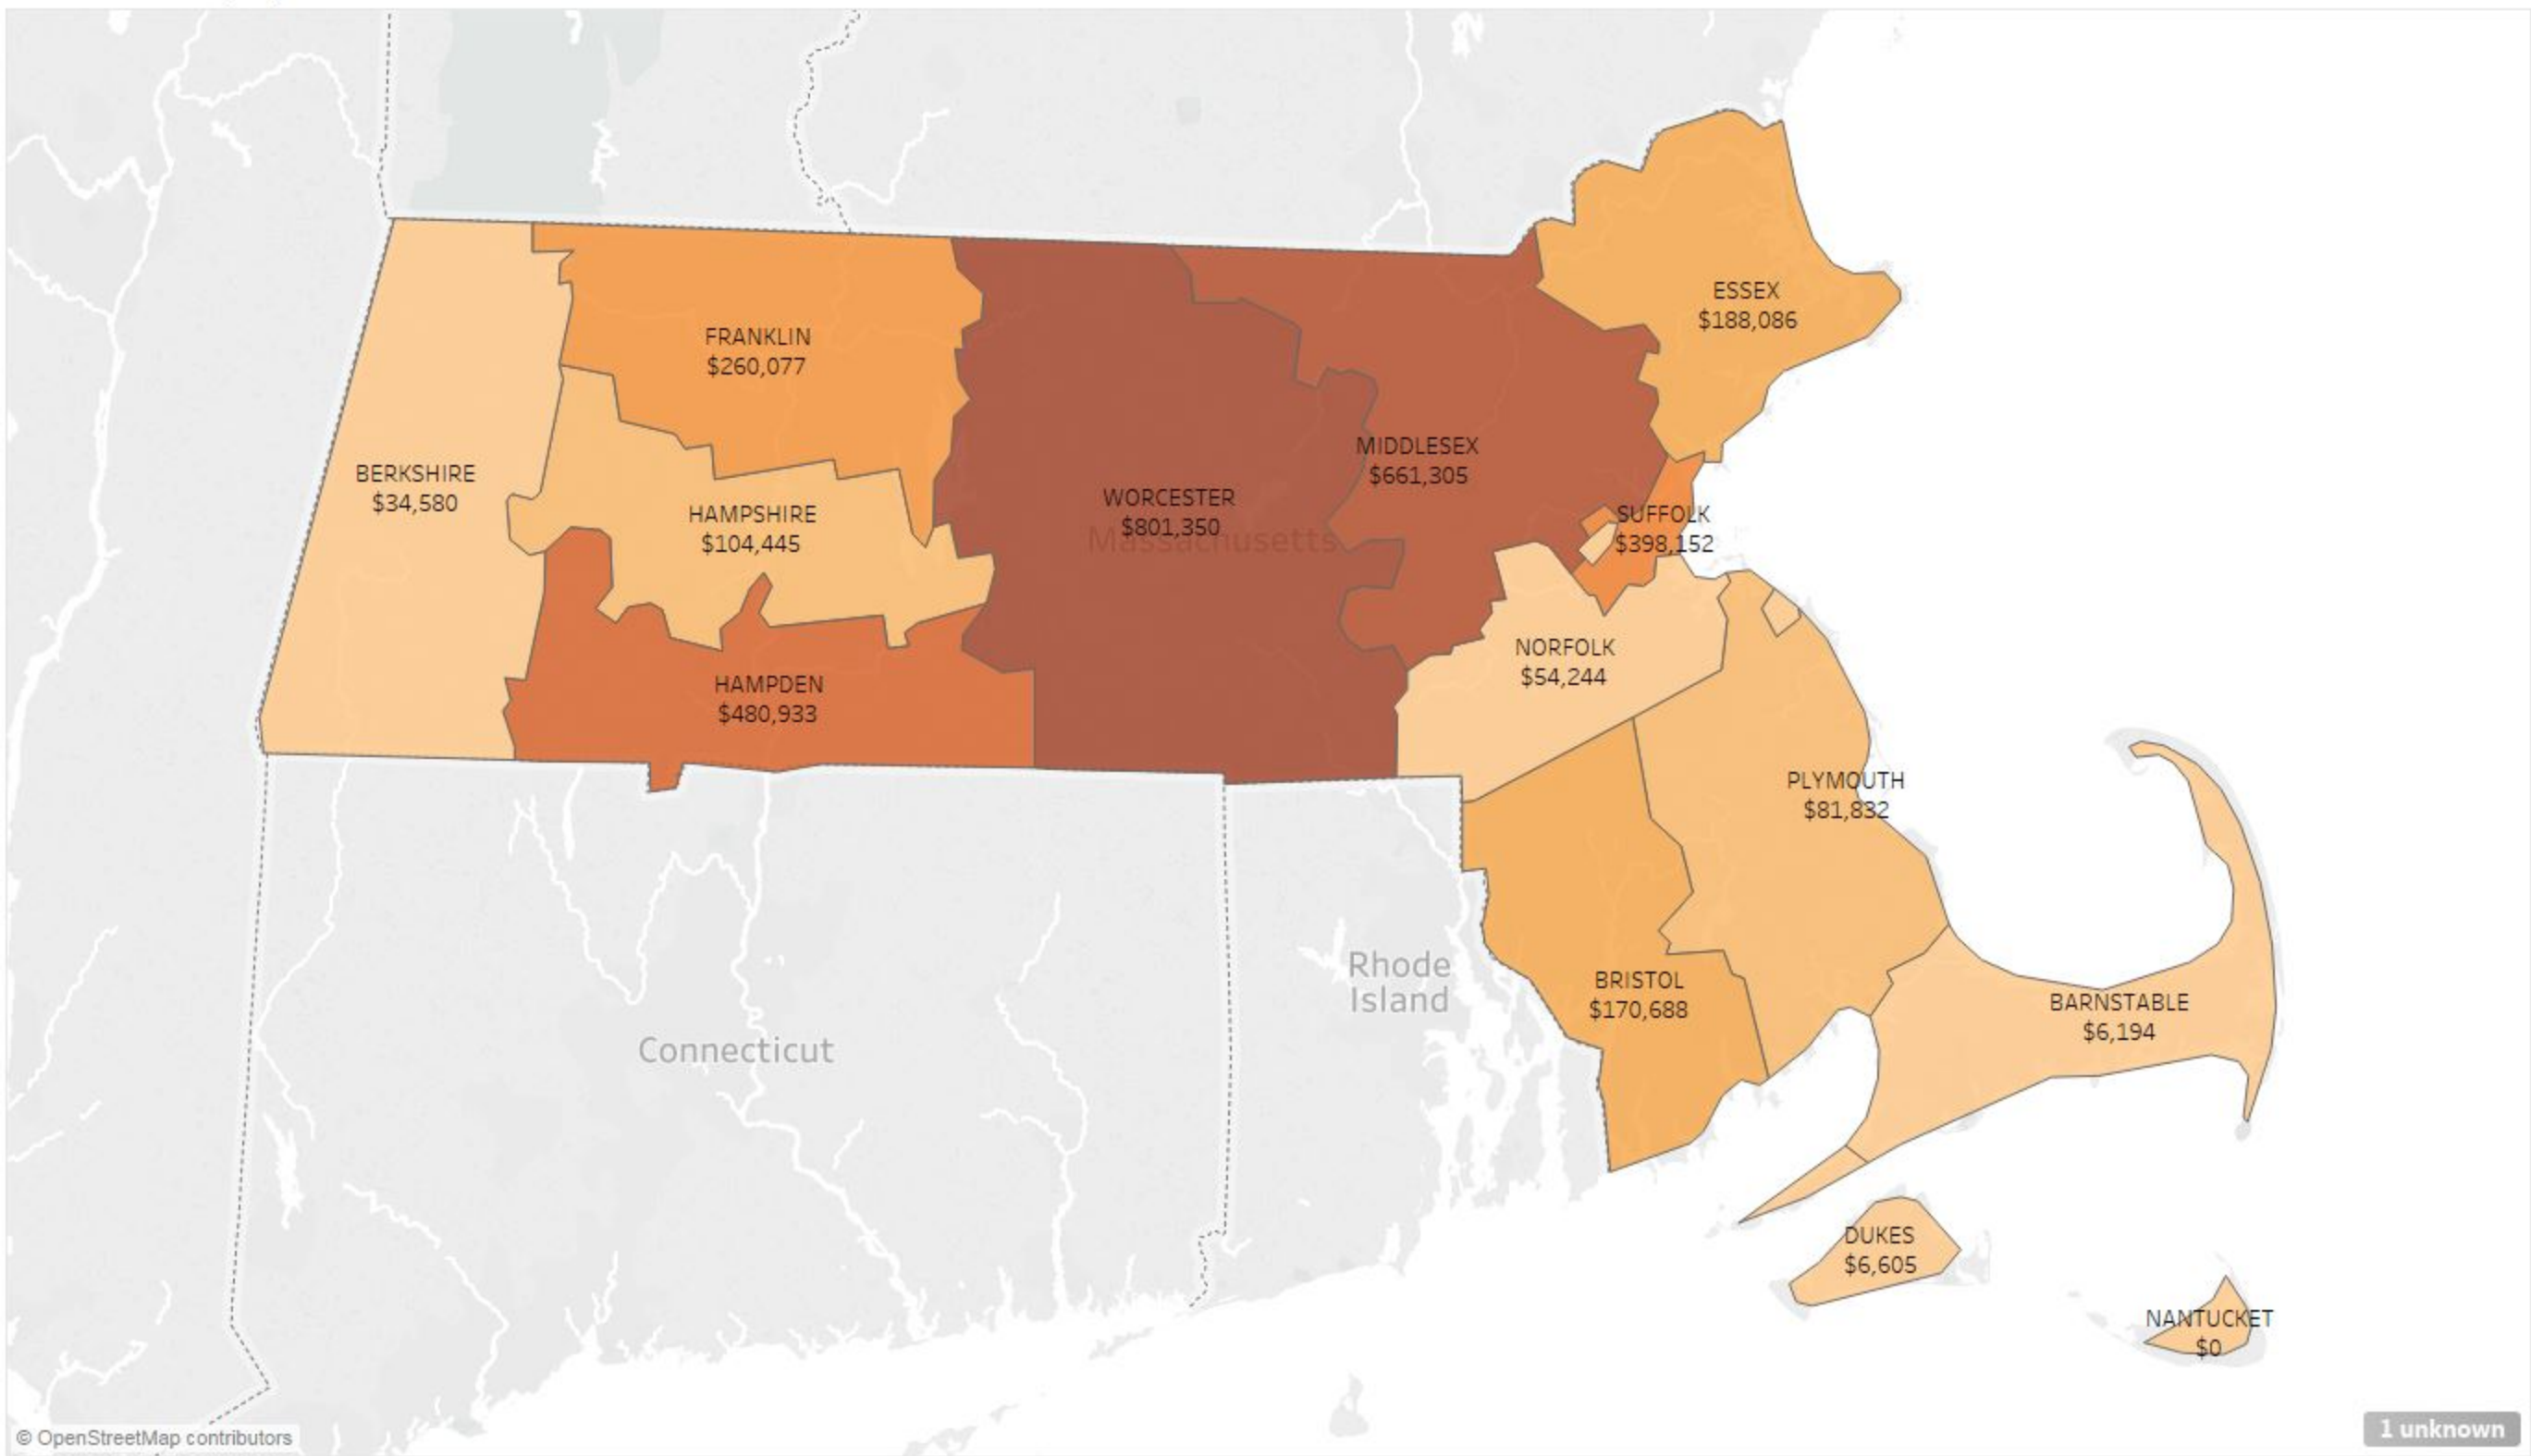 ESSEX
$188,086
FRANKLIN
$260,077
MIDDLESEX
$661,305
BERKSHIRE
$34,580
WORCESTER
$801,350
Massachusetts
HAMPSHIRE
$104,445
SUFFOLK
$398,152
NORFOLK
$54,244
HAMPDEN
$480,933
PLYMOUTH
$81,832
Rhode
Island
BRISTOL
$170,688
BARNSTABLE
$6,194
Connecticut
DUKES
$6,605
NANTUCKET
$0
© OpenStreetMap contributors
1 unknown